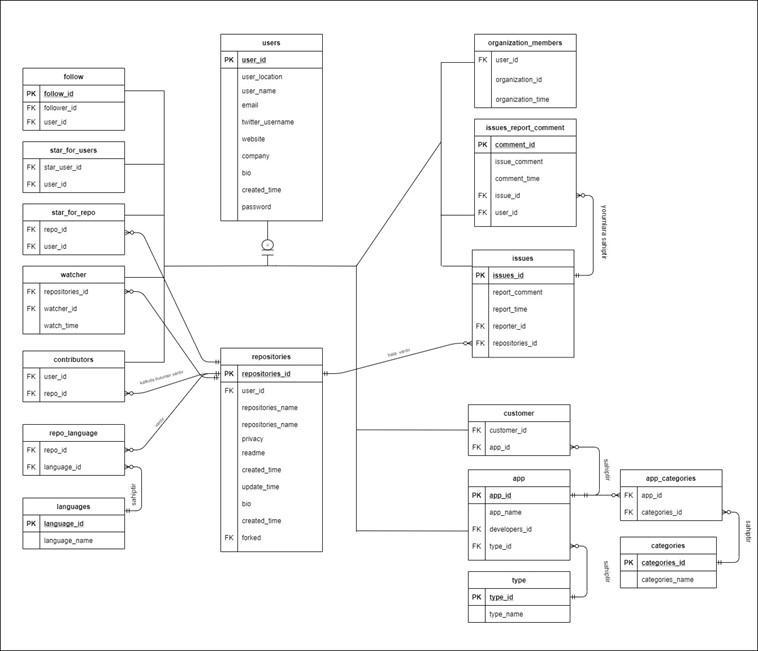 users
PK user_id
user_location
user_name
email
twitter_username
website
company
bio
created_time
password
follow
PK follow_id
FK follower_id
FK user_id
star_for_users
FK star_user_id
FK user_id
star_for_repo
FK repo_id
FK user_id
watcher
FK repositories_id
FK watcher_id
watch_time
contributors
FK user_id
FK repo_id
repo_language
FK repo_id
FK language_id
languages
PK language_id
language_name
sahiptir
vardır
repositories
PK repositories_id
FK user_id
repositories_name
repositories_name
privacy
readme
created_time
update_time
bio
created_time
FK forked
organization_members
FK user_id
organization_id
organization_time
issues_report_comment
PK comment_id
issue_comment
comment_time
FK issue_id
FK user_id
yorumlara sahiptir
issues
PK issues_id
report_comment
report_time
FK reporter_id
FK repositories_id
customer
FK customer_id
FK app_id
sahiptir
app
PK app_id
app_name
FK developers_id
FK type_id
sahiptir
type
PK type_id
type_name
app_categories
FK app_id
FK categories_id
sahiptir
categories
PK categories_id
categories_name